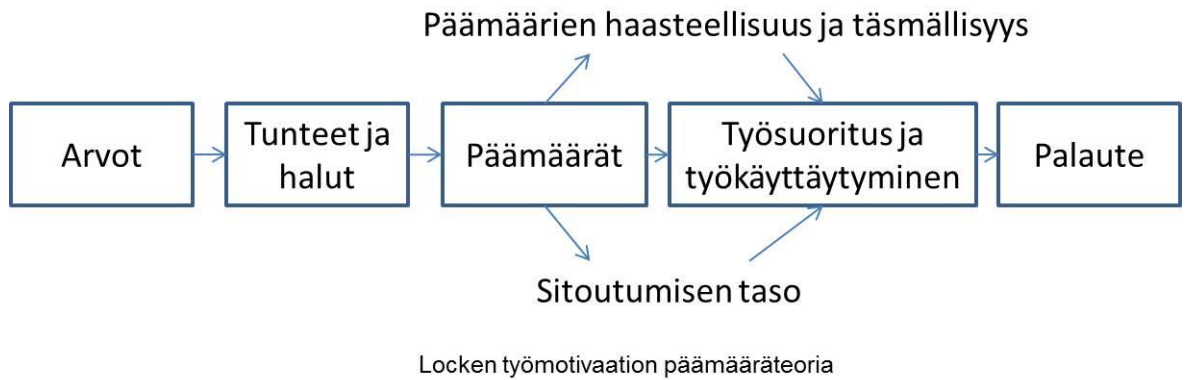 Päämäärien haasteellisuus ja täsmällisyys
Arvot
Tunteet ja
halut
Päämäärät
Työsuoritus ja
työkäyttäytyminen
Palaute
Sitoutumisen taso
Locken työmotivaation päämääräteoria